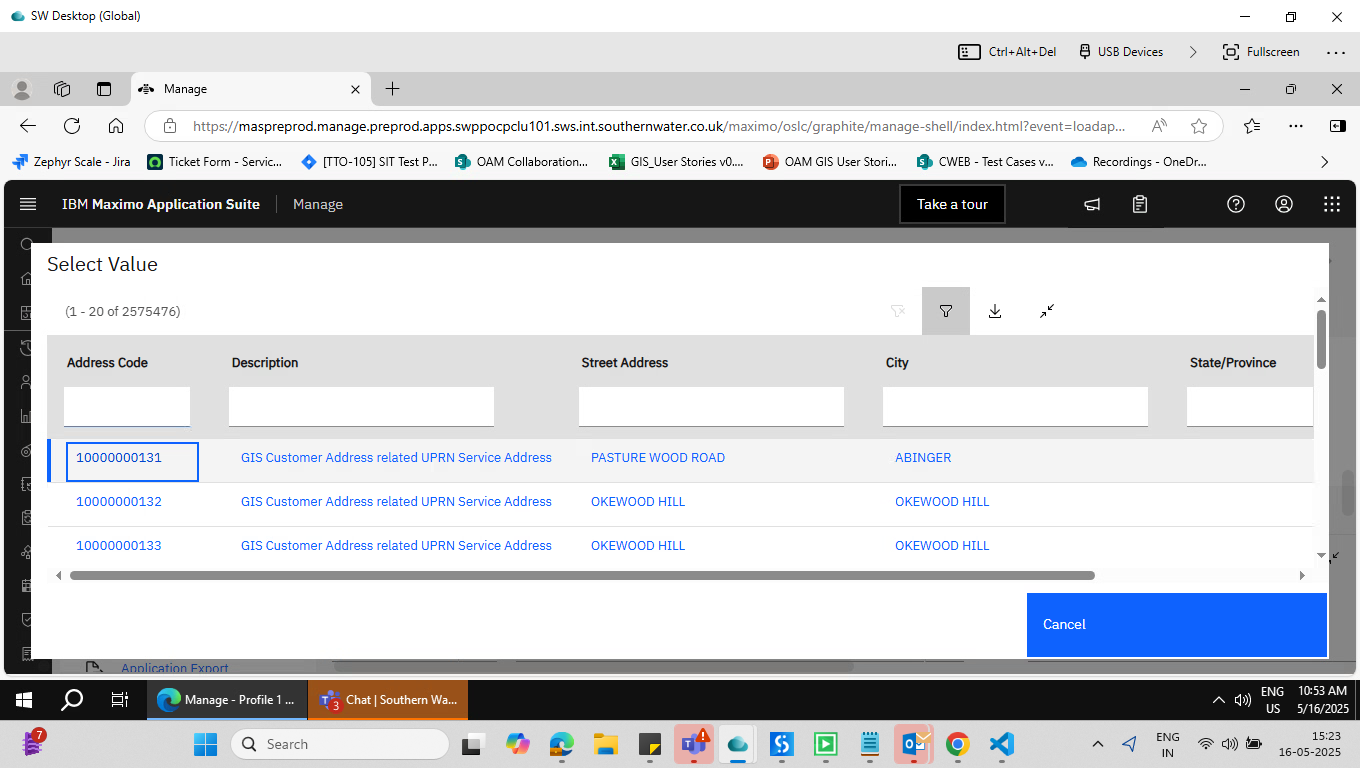 SW Desktop (Global)
Ctrl+Alt+Del USB Devices Fullscreen
Manage
https://maspreprod.manage.preprod.apps.swppocpclu101.sws.int.southernwater.co.uk/maximo/oslc/graphite/manage-shell/index.html?event=loadap...
Zephyr Scale - Jira Ticket Form - Servic... [TTO-105] SIT Test P... OAM Collaboration... GIS_User Stories v0.... OAM GIS User Stori... CWEB - Test Cases v... Recordings - OneDr...
IBM Maximo Application Suite Manage Take a tour
Select Value
(1 - 20 of 2575476)
Address Code Description Street Address City State/Province
10000000131 GIS Customer Address related UPRN Service Address PASTURE WOOD ROAD ABINGER
10000000132 GIS Customer Address related UPRN Service Address OKEWOOD HILL OKEWOOD HILL
10000000133 GIS Customer Address related UPRN Service Address OKEWOOD HILL OKEWOOD HILL
Cancel
Application Export
Manage - Profile 1 ... 3 Chat | Southern Wa... ENG US 10:53 AM 5/16/2025
7 Search ENG IN 15:23 16-05-2025